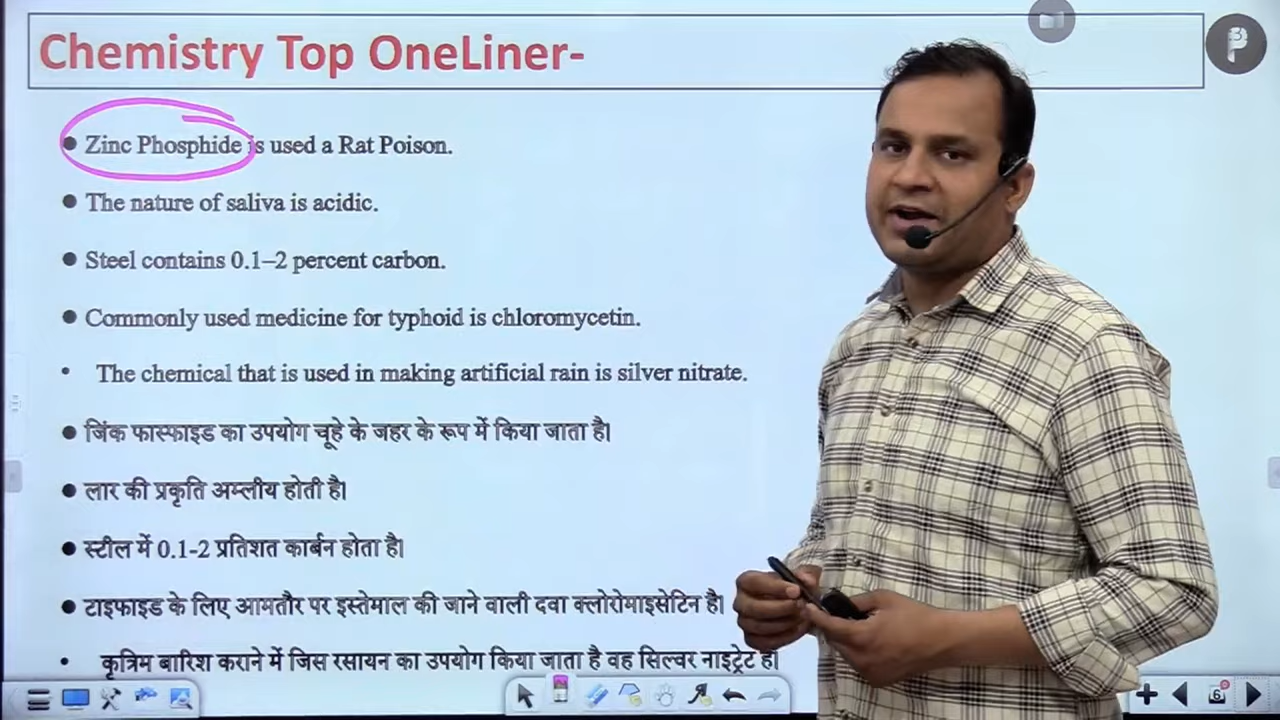 Chemistry Top OneLiner-
● Zinc Phosphide is used a Rat Poison.
● The nature of saliva is acidic.
● Steel contains 0.1–2 percent carbon.
● Commonly used medicine for typhoid is chloromycetin.
• The chemical that is used in making artificial rain is silver nitrate.
● जिंक फास्फाइड का उपयोग चूहे के जहर के रूप में किया जाता है।
● लार की प्रकृति अम्लीय होती है।
● स्टील में 0.1-2 प्रतिशत कार्बन होता है।
● टाइफाइड के लिए आमतौर पर इस्तेमाल की जाने वाली दवा क्लोरोमाइसेटिन है।
• कृत्रिम बारिश कराने में जिस रसायन का उपयोग किया जाता है वह सिल्वर नाइट्रेट है।
6